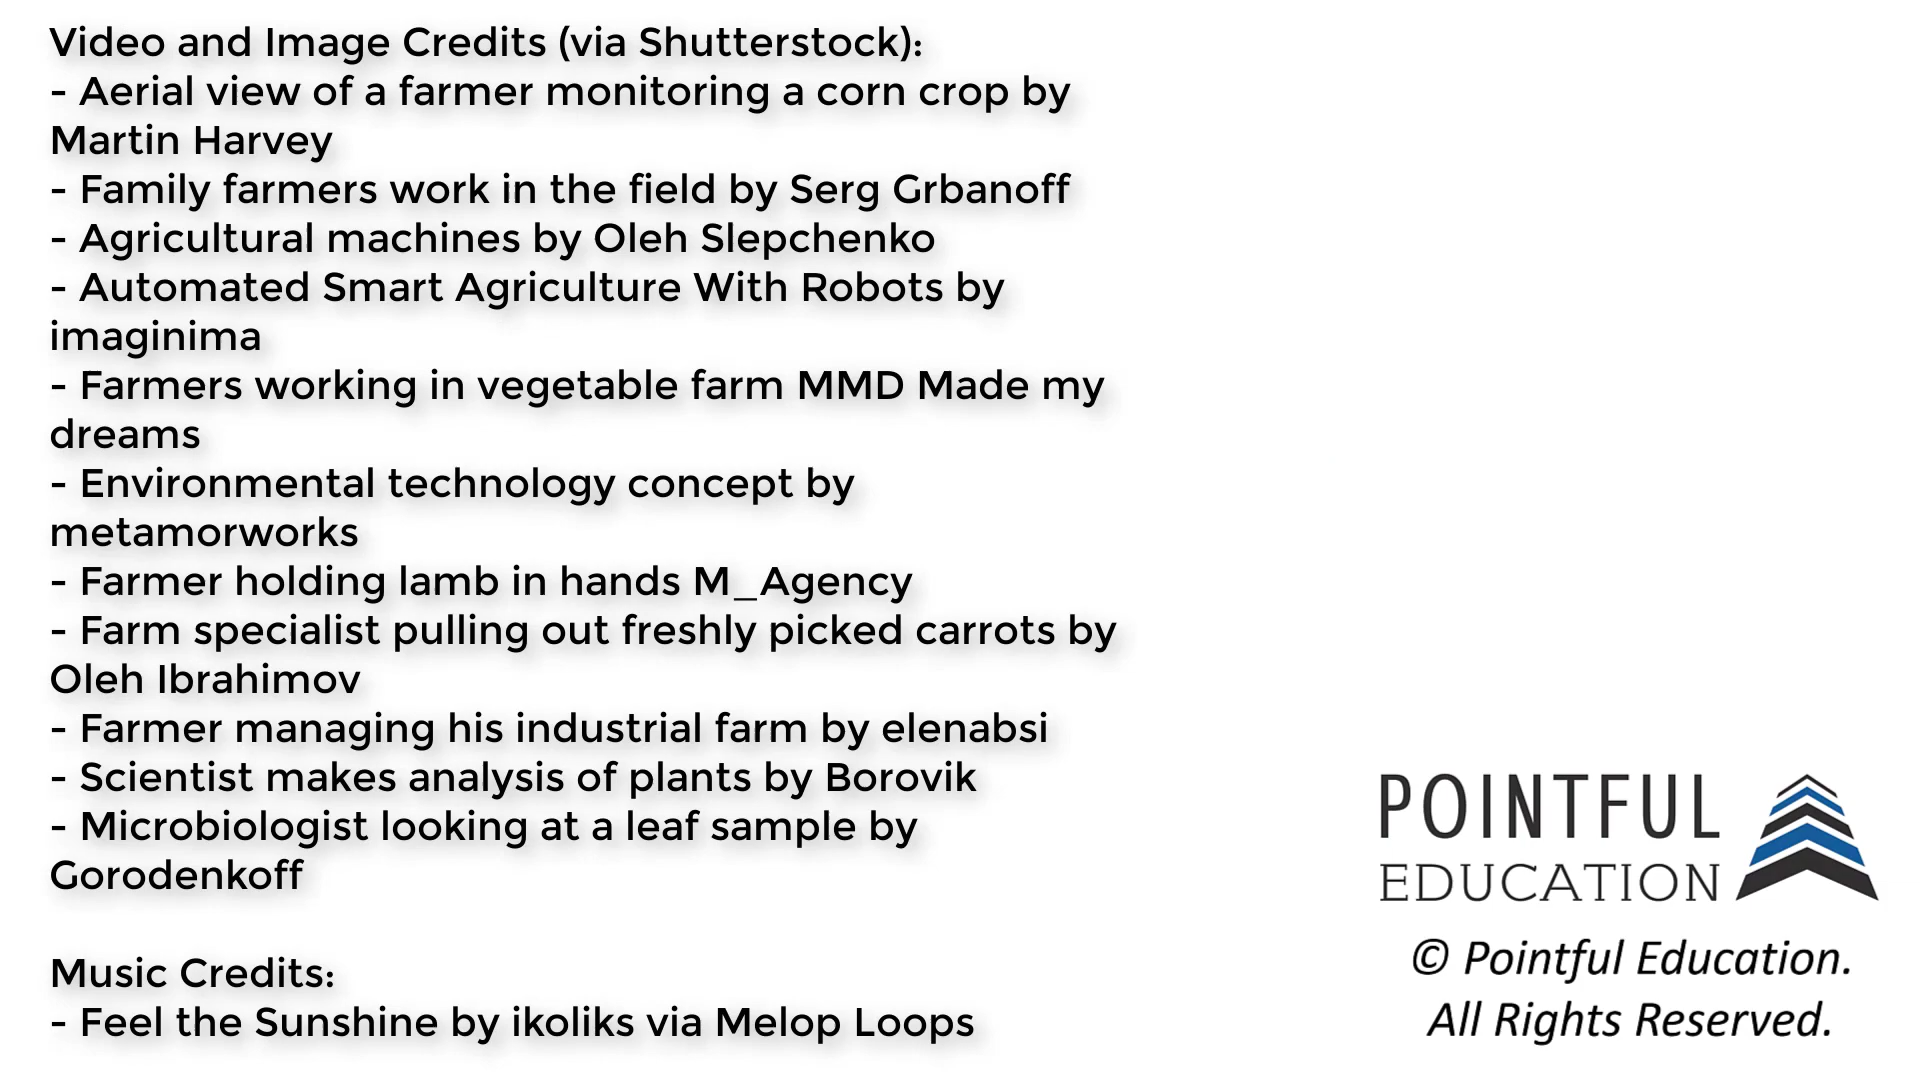 Video and Image Credits (via Shutterstock):
- Aerial view of a farmer monitoring a corn crop by
Martin Harvey
- Family farmers work in the field by Serg Grbanoff
- Agricultural machines by Oleh Slepchenko
- Automated Smart Agriculture With Robots by
imaginima
- Farmers working in vegetable farm MMD Made my
dreams
- Environmental technology concept by
metamorworks
- Farmer holding lamb in hands M_Agency
- Farm specialist pulling out freshly picked carrots by
Oleh Ibrahimov
- Farmer managing his industrial farm by elenabsi
- Scientist makes analysis of plants by Borovik
- Microbiologist looking at a leaf sample by
Gorodenkoff
Music Credits:
- Feel the Sunshine by ikoliks via Melop Loops
POINTFUL
EDUCATION
© Pointful Education.
All Rights Reserved.